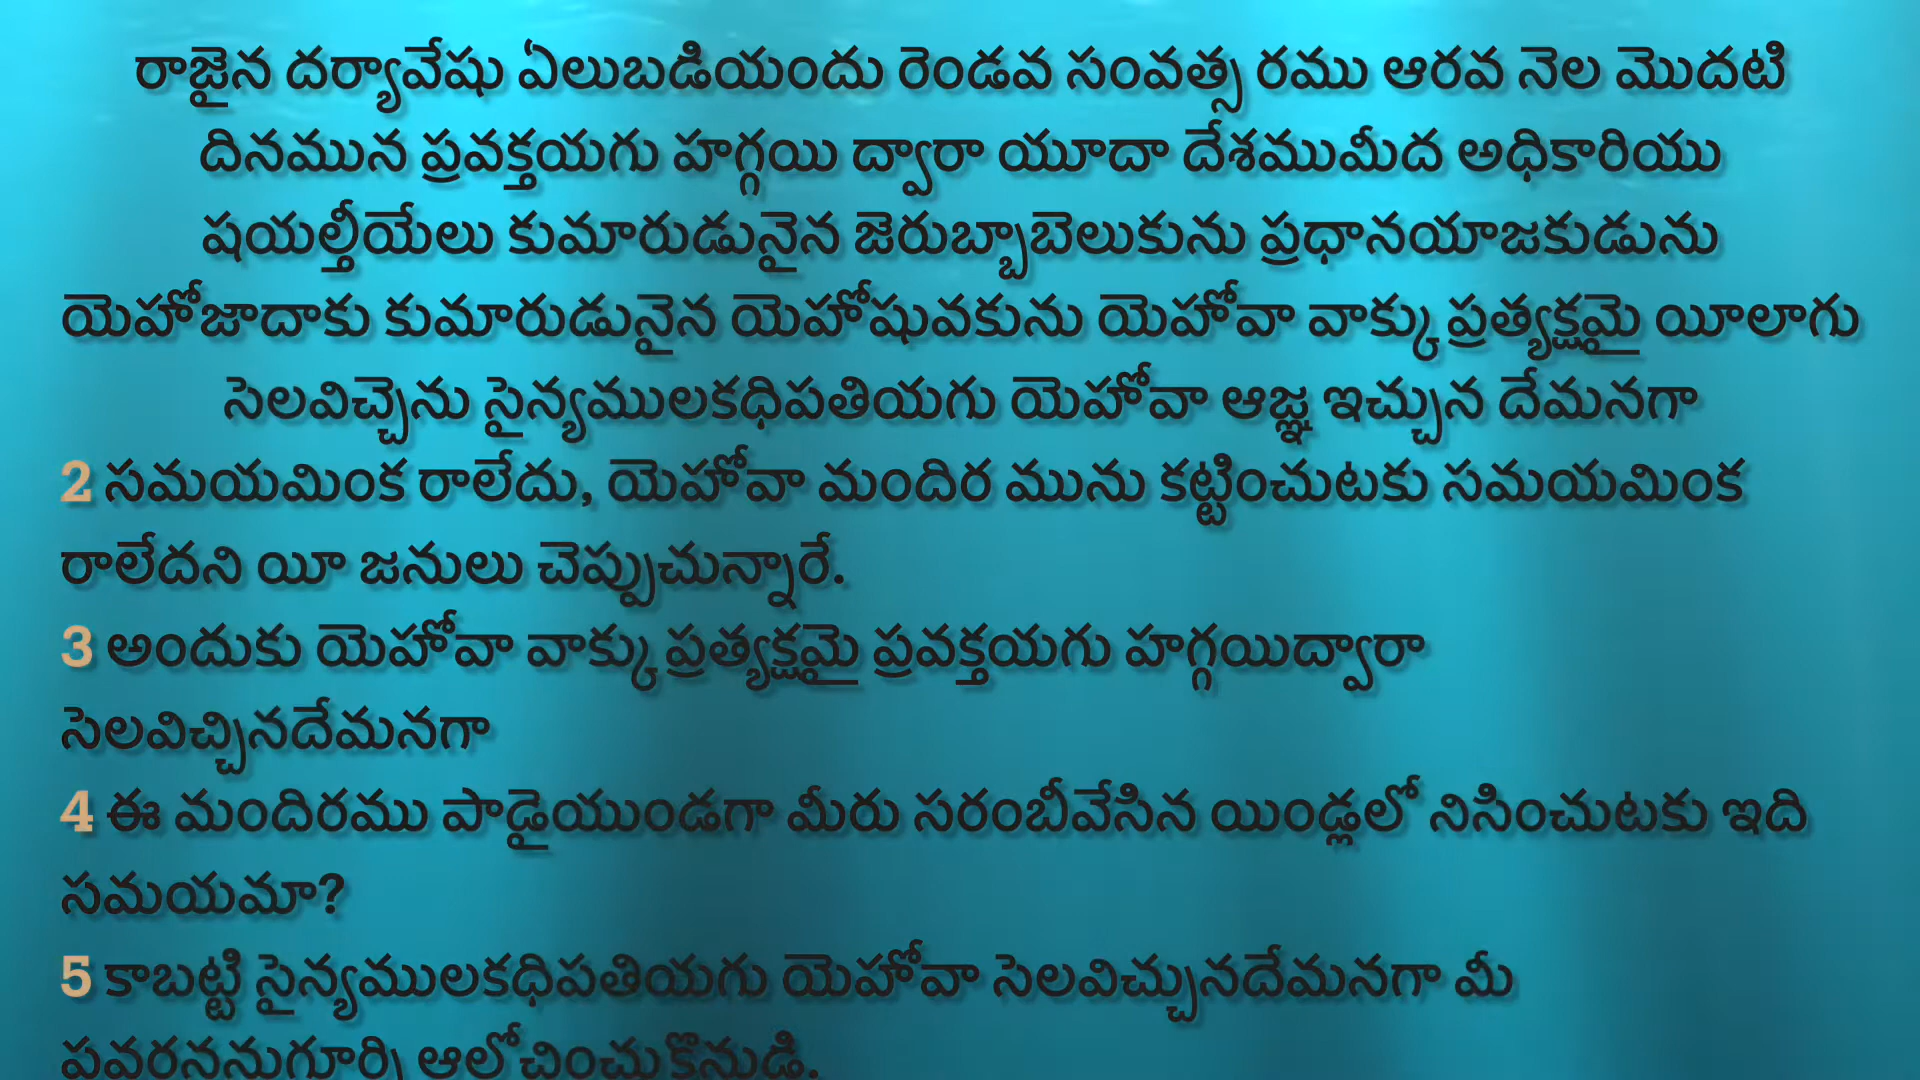 రాజైన దర్యావేషు ఏలుబడియందు రెండవ సంవత్స రము ఆరవ నెల మొదటి
దినమున ప్రవక్తయగు హగ్గయి ద్వారా యూదా దేశముమీద అధికారియు
షయల్తీయేలు కుమారుడునైన జెరుబ్బాబెలుకును ప్రధానయాజకుడును
యెహోజాదాకు కుమారుడునైన యెహోషువకును యెహోవా వాక్కు ప్రత్యక్షమై యీలాగు
సెలవిచ్చెను సైన్యములకధిపతియగు యెహోవా ఆజ్ఞ ఇచ్చున దేమనగా
2 సమయమింక రాలేదు, యెహోవా మందిర మును కట్టించుటకు సమయమింక
రాలేదని యీ జనులు చెప్పుచున్నారే.
3 అందుకు యెహోవా వాక్కు ప్రత్యక్షమై ప్రవక్తయగు హగ్గయిద్వారా
సెలవిచ్చినదేమనగా
4 ఈ మందిరము పాడైయుండగా మీరు సరంబీవేసిన యిండ్లలో నిసించుటకు ఇది
సమయమా?
5 కాబట్టి సైన్యములకధిపతియగు యెహోవా సెలవిచ్చునదేమనగా మీ
ప్రవర్తననుగూర్చి ఆలోచించుకొనుడి.